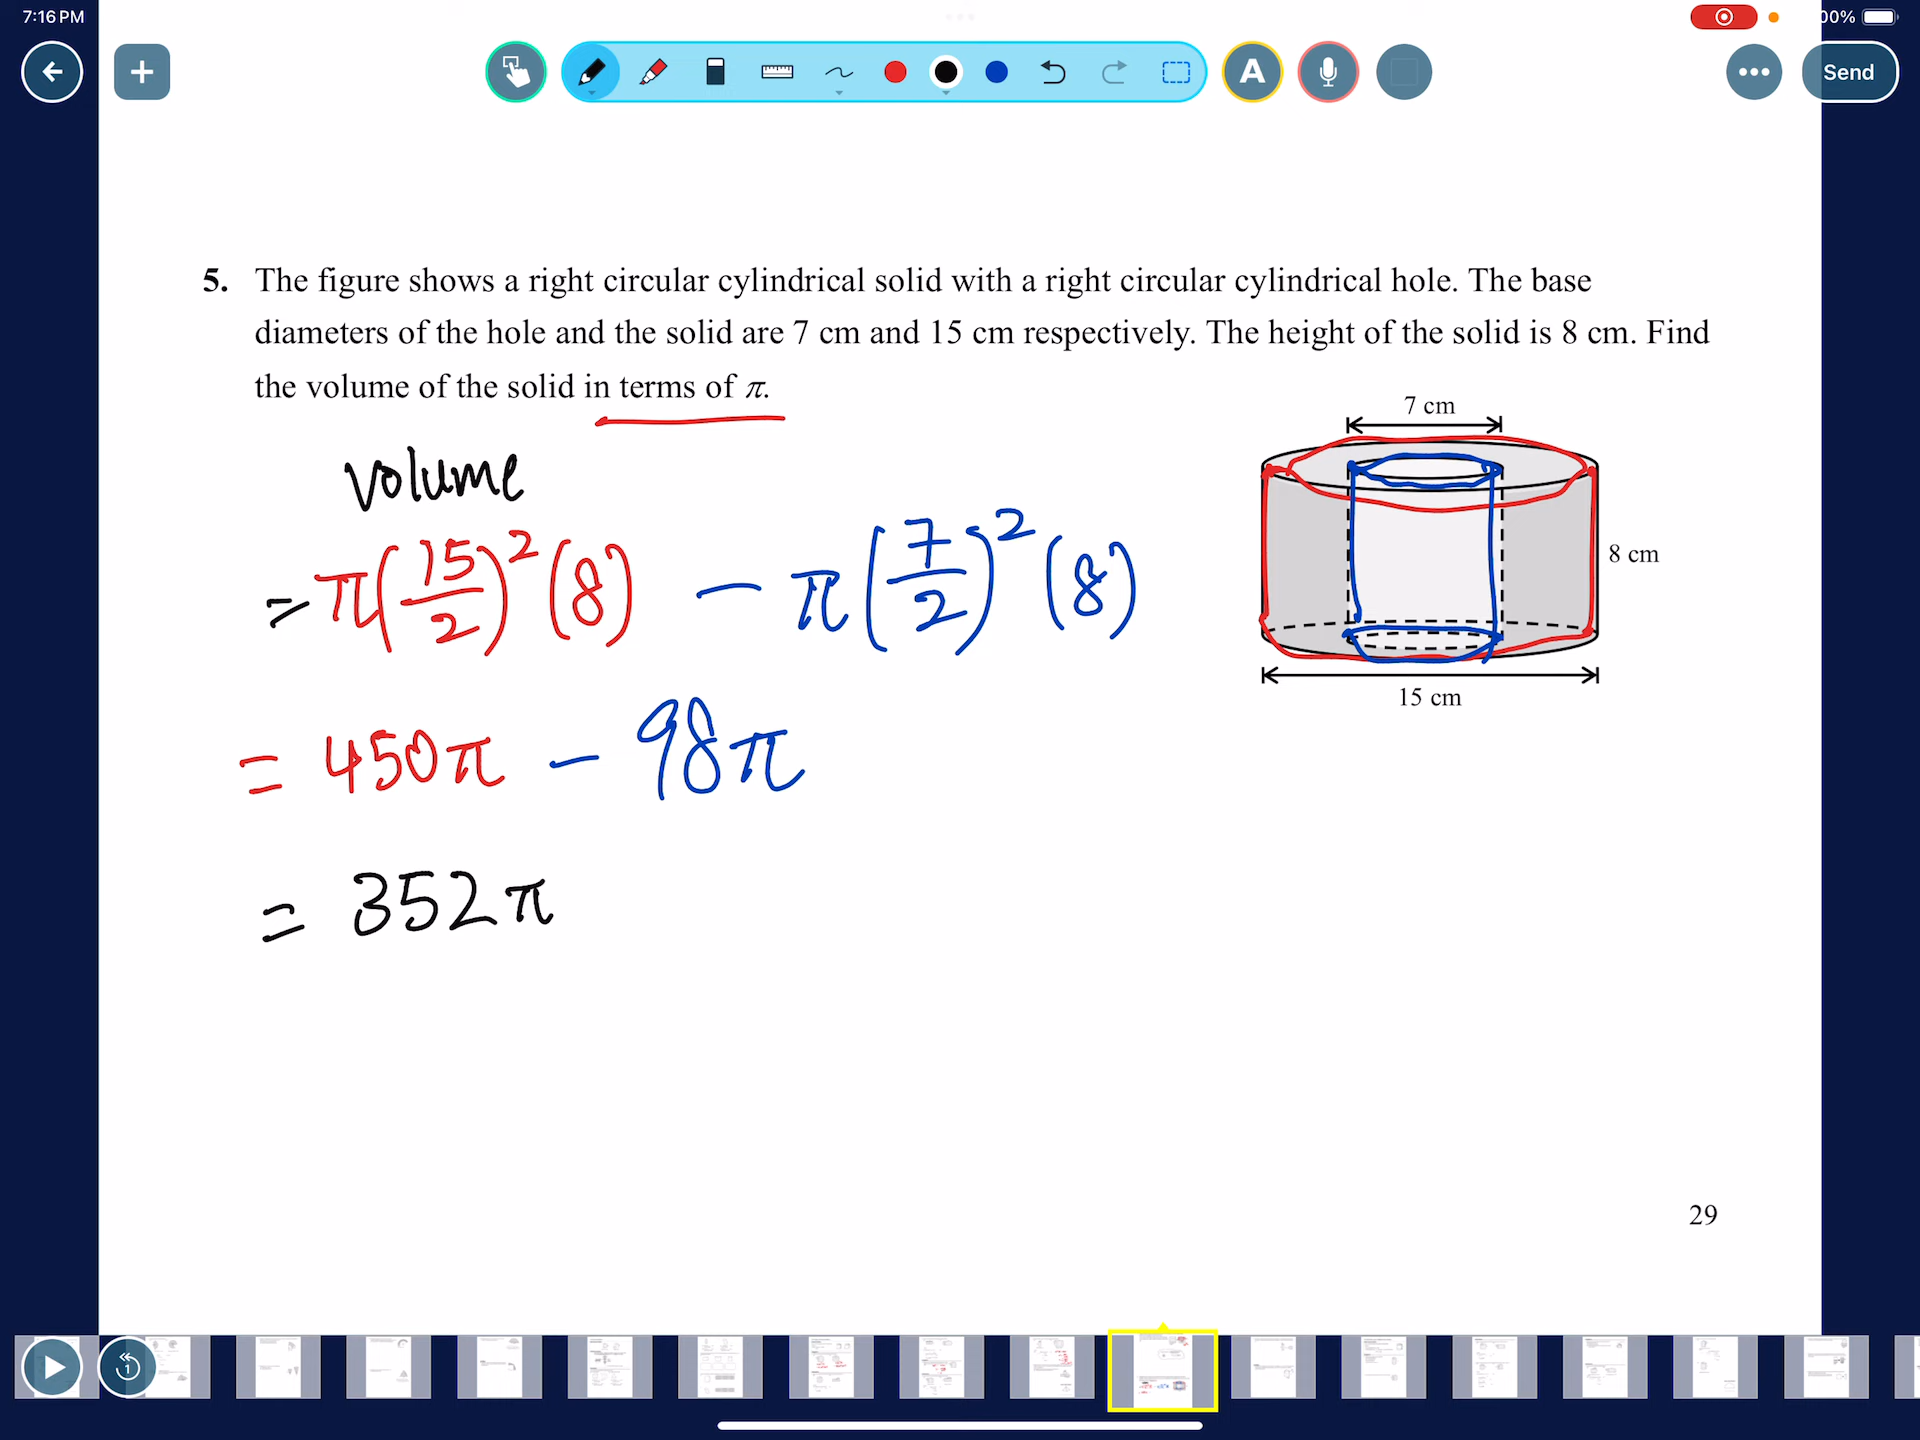 7:16 PM
00%
A
Send
5. The figure shows a right circular cylindrical solid with a right circular cylindrical hole. The base
diameters of the hole and the solid are 7 cm and 15 cm respectively. The height of the solid is 8 cm. Find
the volume of the solid in terms of π.
7 cm
8 cm
15 cm
volume
= π(15/2)²(8) - π(7/2)²(8)
= 450π - 98π
= 352π
29
1